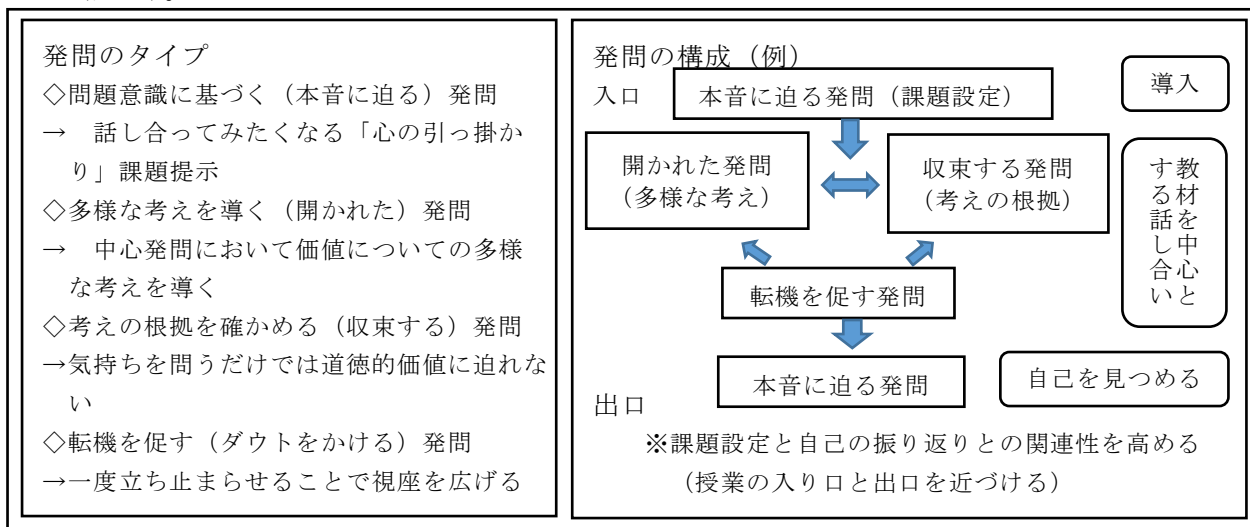 発問のタイプ
◇問題意識に基づく（本音に迫る）発問
→　話し合ってみたくなる「心の引っ掛か
り」課題提示
◇多様な考えを導く（開かれた）発問
→　中心発問において価値についての多様
な考えを導く
◇考えの根拠を確かめる（収束する）発問
→気持ちを問うだけでは道徳的価値に迫れな
い
◇転機を促す（ダウトをかける）発問
→一度立ち止まらせることで視座を広げる
発問の構成（例）
入口
本音に迫る発問（課題設定）
導入
開かれた発問
（多様な考え）
収束する発問
（考えの根拠）
教材を中心と
する話し合い
転機を促す発問
本音に迫る発問
自己を見つめる
出口
※課題設定と自己の振り返りとの関連性を高める
（授業の入り口と出口を近づける）